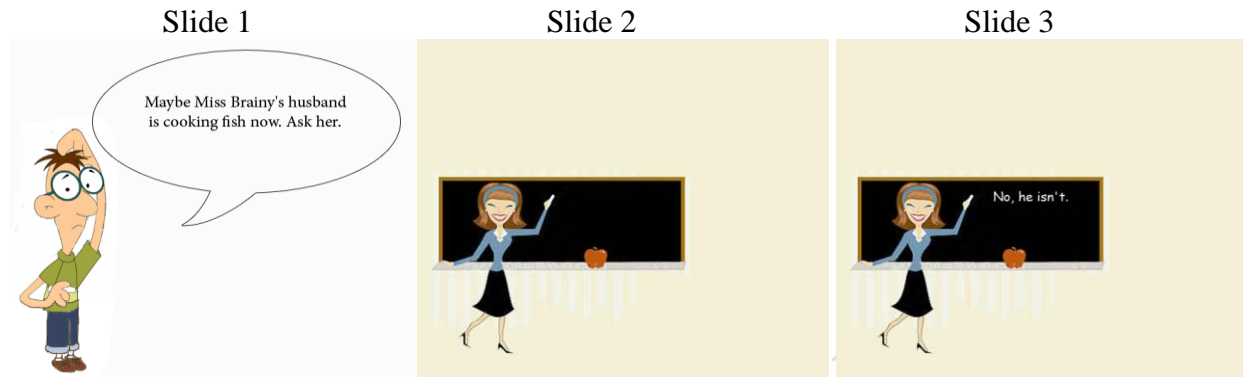 Slide 1
Slide 2
Slide 3
Maybe Miss Brainy's husband
is cooking fish now. Ask her.
No, he isn't.